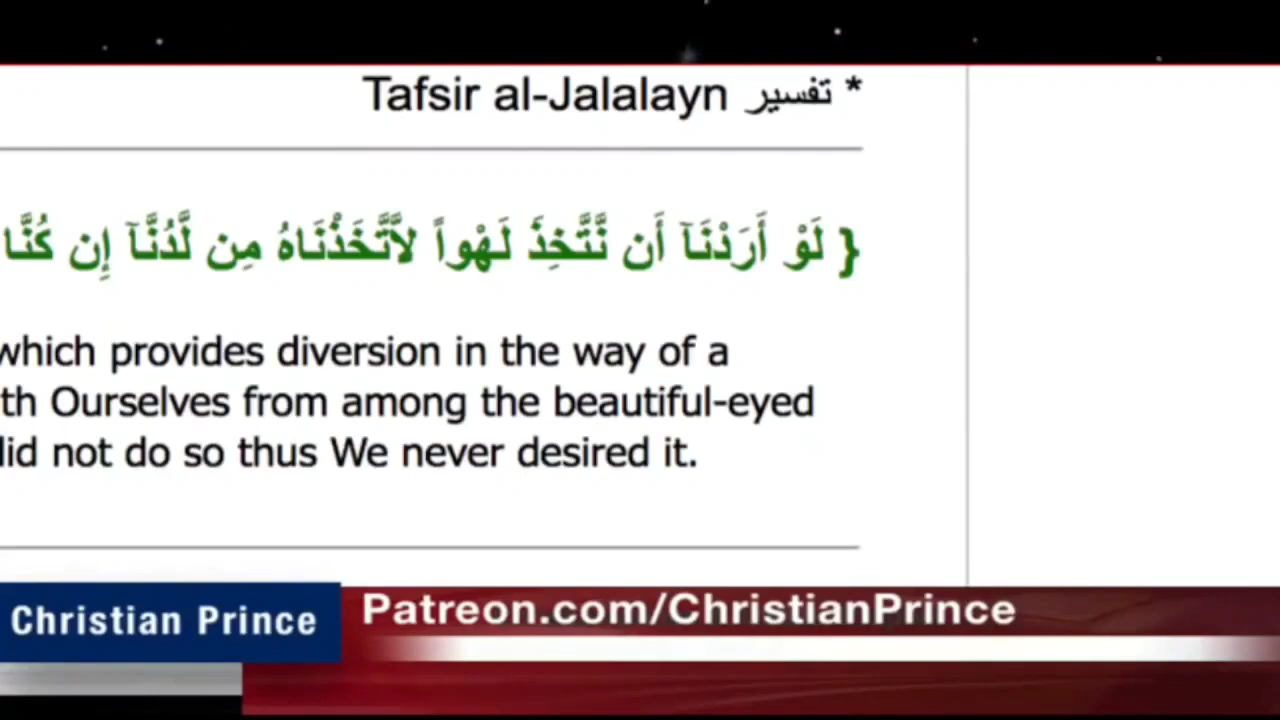 * تفسير Tafsir al-Jalalayn
{ لَوْ أَرَدْنَآ أَن نَّتَّخِذَ لَهْواً لاَّتَّخَذْنَاهُ مِن لَّدُنَّآ إِن كُنَّا
which provides diversion in the way of a
th Ourselves from among the beautiful-eyed
did not do so thus We never desired it.
Christian Prince
Patreon.com/ChristianPrince